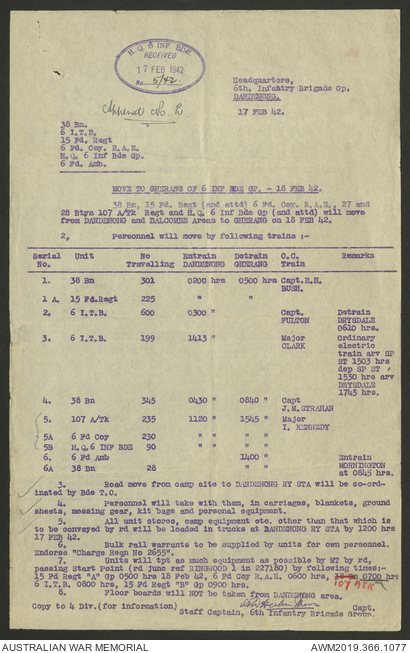 H.Q. 6 INF. BDE
RECEIVED
17 FEB 1942
No. 5/42
Append No. 2
Headquarters,
6th. Infantry Brigade Gp.
DANDENONG.
17 FEB 42.
38 Bn.
6 I.T.B.
15 Fd. Regt
6 Fd. Coy. R.A.E.
H.Q. 6 Inf Bde Gp.
6 Fd. Amb.
MOVE TO GHERANG OF 6 INF BDE GP. - 18 FEB 42.
38 Bn, 15 Fd. Regt (and attd) 6 Fd. Coy. R.A.E., 27 and
28 Btys 107 A/Tk Regt and H.Q. 6 Inf Bde Gp (and attd) will move
from DANDENONG and BALCOMBE Areas to GHERANG on 18 FEB 42.
2. Personnel will move by following trains :-
Serial No. Unit No Travelling Entrain DANDENONG Detrain GHERANG O.C. Train Remarks
1. 38 Bn 301 0200 hrs 0500 hrs Capt. E.H. BUSH.
1 A. 15 Fd.Regt 225 " "
2. 6 I.T.B. 600 0300 " Capt. FULTON Detrain DRYSDALE 0610 hrs.
3. 6 I.T.B. 199 1413 " Major CLARK Ordinary
electric
train arv SP
ST 1503 hrs
dep SP ST
1530 hrs arv
DRYSDALE
1745 hrs.
4. 38 Bn 345 0430 " 0840 " Capt J.M. STRAHAN
5. 107 A/Tk 235 1120 " 1545 " Major I. KENNEDY
5A 6 Fd Coy 230 " " " "
5B H.Q. 6 INF BDE 90 " " " "
6. 6 Fd Amb 1400 " Entrain
6A 38 Bn 28 " " MORNINGTON
at 0845 hrs.
3. Road move from camp site to DANDENONG RY STA will be co-ord-
inated by Bde T.O.
4. Personnel will take with them, in carriages, blankets, ground
sheets, messing gear, kit bags and personal equipment.
5. All unit stores, camp equipment etc. other than that which is
to be conveyed by rd will be loaded in trucks at DANDENONG RY STA by 1200 hrs
17 FEB 42.
6. Bulk rail warrants to be supplied by units for own personnel.
Endorse "Charge Reqn No 2655".
7. Units will tpt as much equipment as possible by MT by rd,
passing Start Point (rd junc ref RINGWOOD 1 in 227180) by following times:-
15 Fd Regt "A" Gp 0500 hrs 18 Feb 42, 6 Fd Coy R.A.E. 0600 hrs, 38 Bn 0700 hrs
6 I.T.B. 0800 hrs, 15 Fd Regt "B" Gp 0900 hrs. 107 A/TK
8. Floor boards will NOT be taken from DANDENONG area.
Copy to 4 Div.(for information) Capt.
Staff Captain, 6th Infantry Brigade Group.
AUSTRALIAN WAR MEMORIAL
AWM2019.366.1077